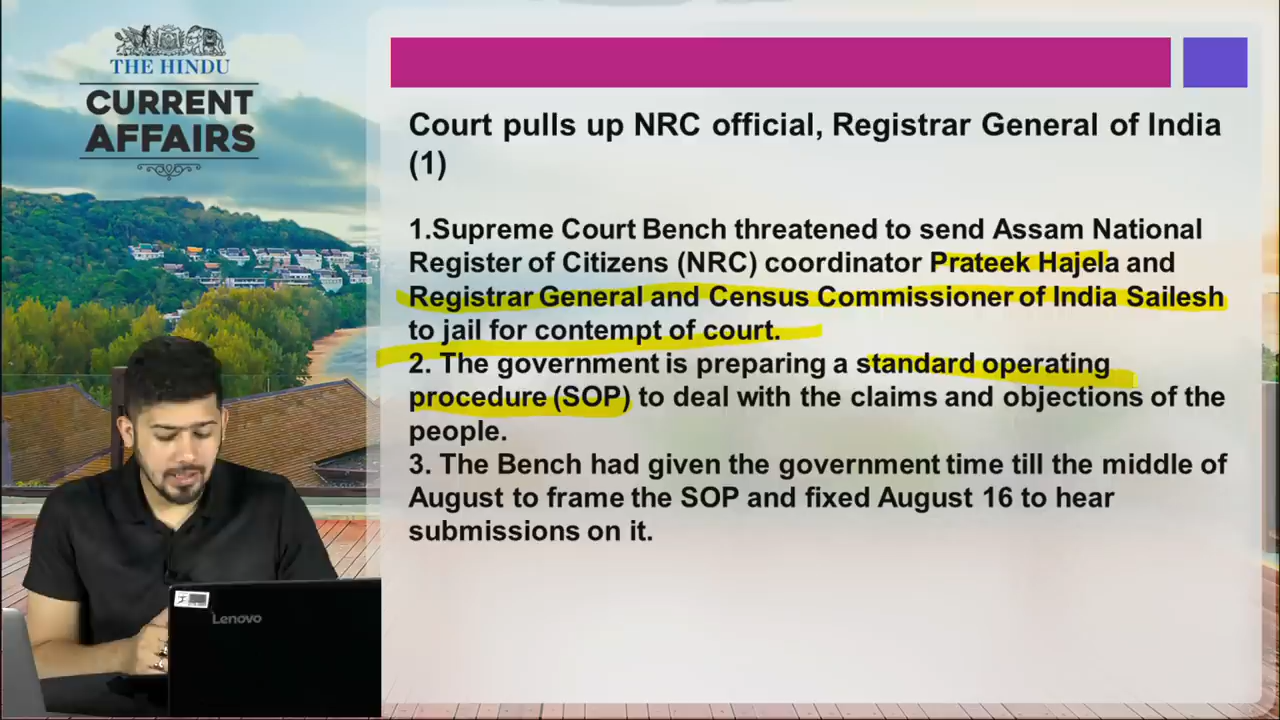 THE HINDU
CURRENT
AFFAIRS
Court pulls up NRC official, Registrar General of India
(1)
1.Supreme Court Bench threatened to send Assam National
Register of Citizens (NRC) coordinator Prateek Hajela and
Registrar General and Census Commissioner of India Sailesh
to jail for contempt of court.
2. The government is preparing a standard operating
procedure (SOP) to deal with the claims and objections of the
people.
3. The Bench had given the government time till the middle of
August to frame the SOP and fixed August 16 to hear
submissions on it.
Lenovo